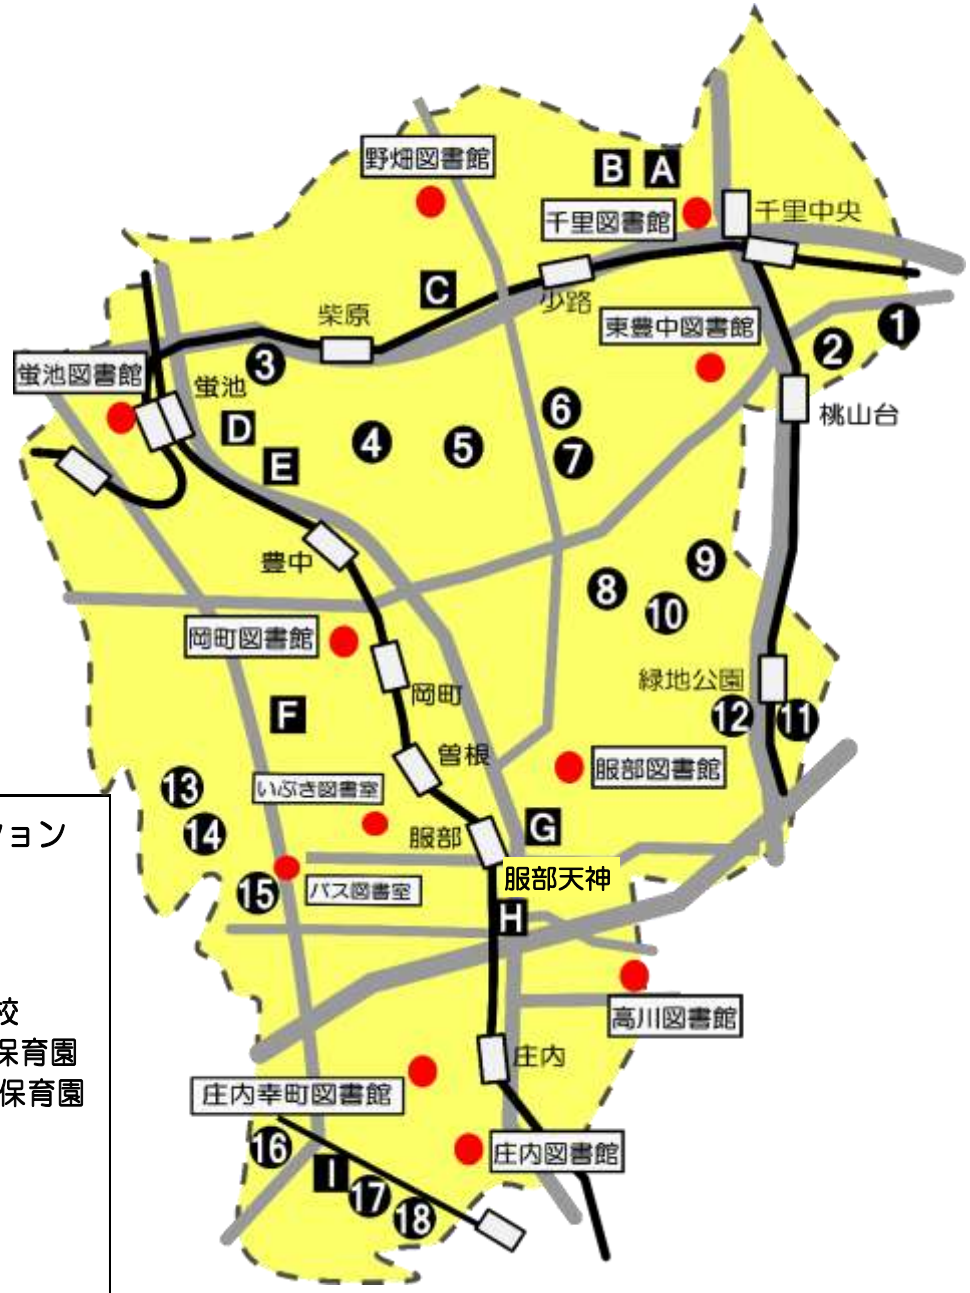 野畑図書館
B
A
千里図書館
千里中央
C
少路
柴原
東豊中図書館
1
2
3
蛍池図書館
蛍池
6
桃山台
D
4
5
7
E
豊中
9
8
10
岡町図書館
緑地公園
岡町
F
12
11
曽根
服部図書館
いぶき図書室
13
G
服部
14
ション
服部天神
15
バス図書室
H
高川図書館
校
保育園
保育園
庄内
庄内幸町図書館
16
庄内図書館
I
17
18